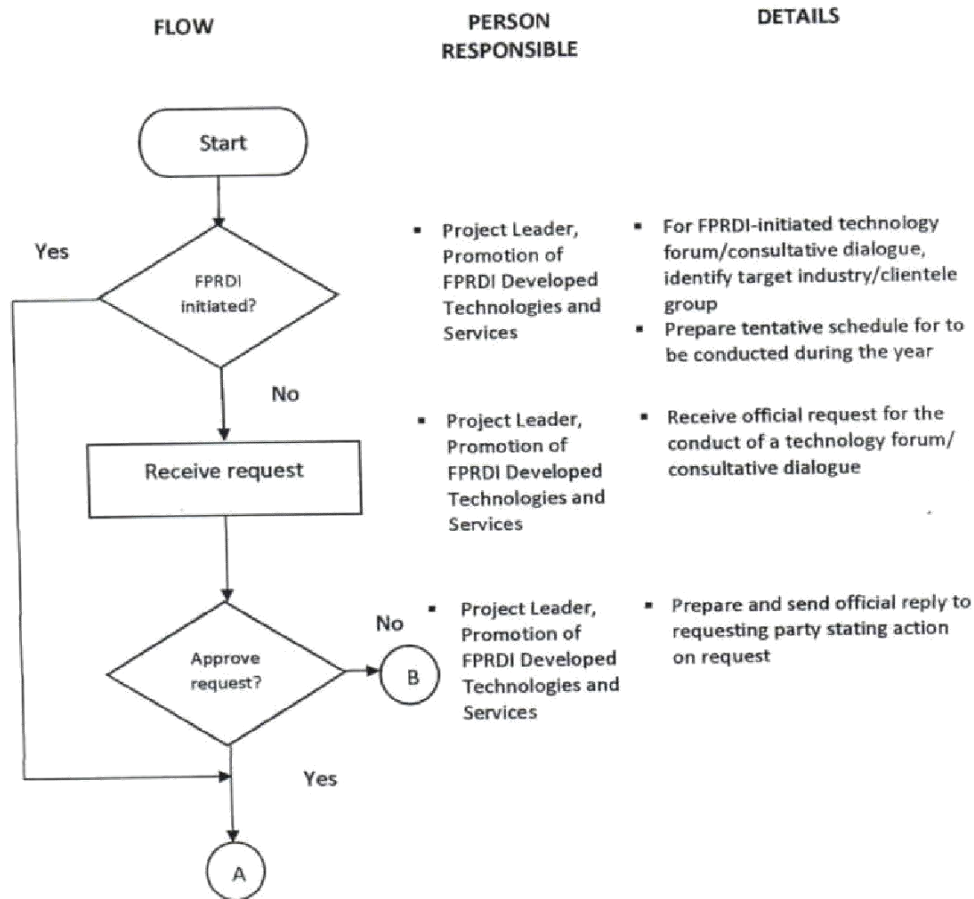 FLOW
PERSON
RESPONSIBLE
DETAILS
Start
Yes
FPRDI
initiated?
▪ Project Leader,
Promotion of
FPRDI Developed
Technologies and
Services
▪ For FPRDI-initiated technology
forum/consultative dialogue,
identify target industry/clientele
group
▪ Prepare tentative schedule for to
be conducted during the year
No
Receive request
▪ Project Leader,
Promotion of
FPRDI Developed
Technologies and
Services
▪ Receive official request for the
conduct of a technology forum/
consultative dialogue
Approve
request?
No
B
▪ Project Leader,
Promotion of
FPRDI Developed
Technologies and
Services
▪ Prepare and send official reply to
requesting party stating action
on request
Yes
A